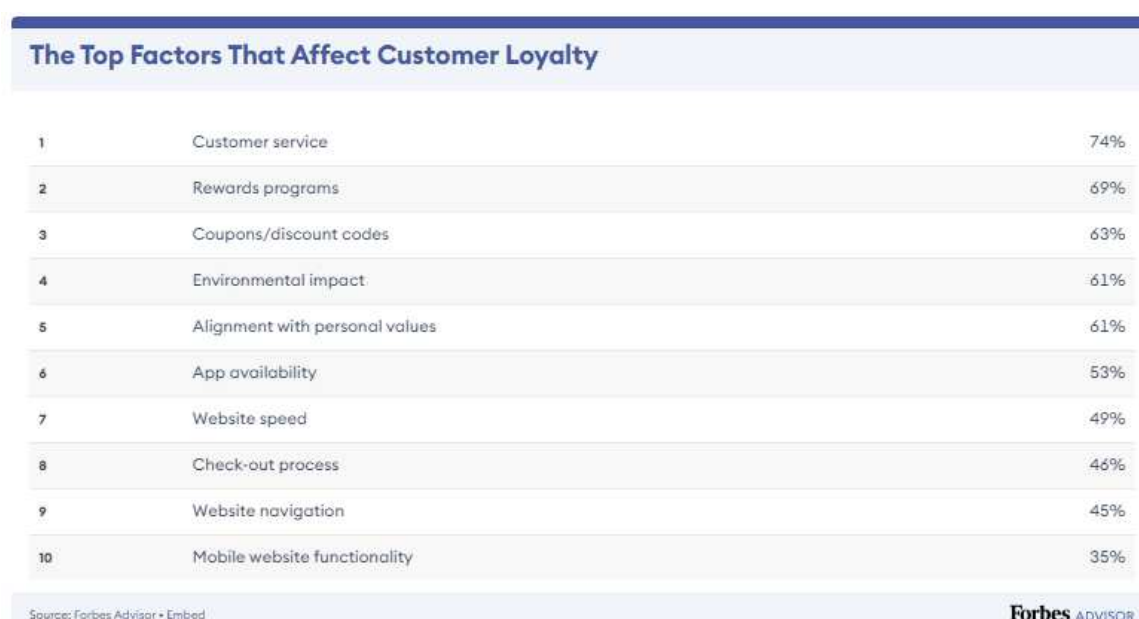 The Top Factors That Affect Customer Loyalty
1 Customer service 74%
2 Rewards programs 69%
3 Coupons/discount codes 63%
4 Environmental impact 61%
5 Alignment with personal values 61%
6 App availability 53%
7 Website speed 49%
8 Check-out process 46%
9 Website navigation 45%
10 Mobile website functionality 35%
Source: Forbes Advisor • Embed Forbes ADVISOR